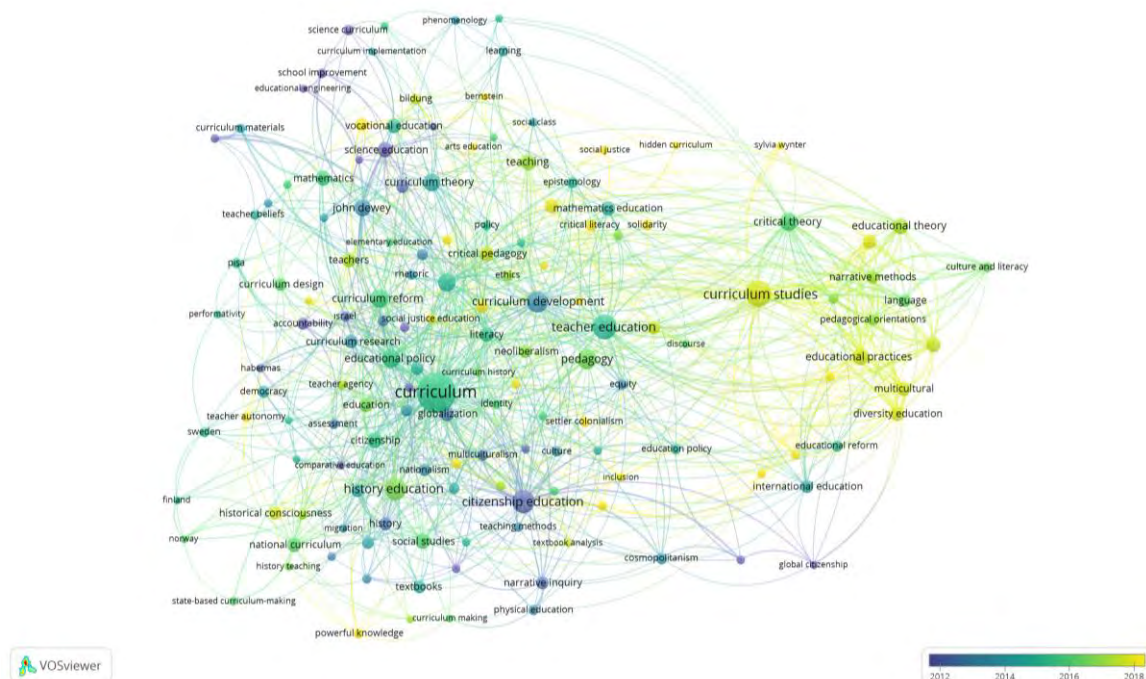 phenomenology
science curriculum
curriculum implementation
learning
school improvement
educational engineering
bildung
bernstein
curriculum materials
vocational education
social class
science education
arts education
social justice
hidden curriculum
sylvia wynter
teaching
mathematics
curriculum theory
epistemology
teacher beliefs
john dewey
mathematics education
policy
critical literacy
solidarity
critical theory
educational theory
elementary education
critical pedagogy
pisa
teachers
rhetoric
ethics
culture and literacy
narrative methods
curriculum design
curriculum reform
curriculum development
curriculum studies
language
performativity
accountability
israel
social justice education
teacher education
pedagogical orientations
curriculum research
literacy
discourse
educational policy
neoliberalism
pedagogy
educational practices
habermas
curriculum history
democracy
teacher agency
curriculum
equity
multicultural
education
identity
teacher autonomy
globalization
diversity education
assessment
settler colonialism
sweden
citizenship
multiculturalism
culture
education policy
educational reform
comparative education
nationalism
inclusion
international education
history education
finland
citizenship education
historical consciousness
migration
history
teaching methods
norway
national curriculum
social studies
textbook analysis
cosmopolitanism
global citizenship
history teaching
textbooks
narrative inquiry
state-based curriculum-making
physical education
curriculum making
powerful knowledge
VOSviewer
2012 2014 2016 2018